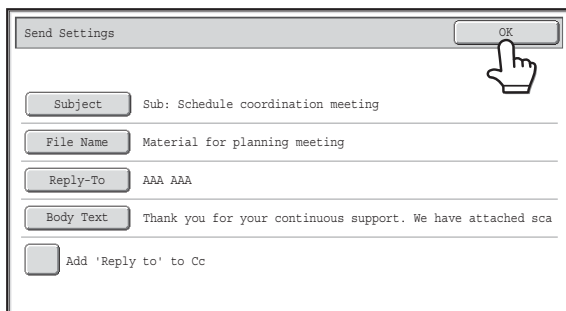 Send Settings
OK
Subject
Sub: Schedule coordination meeting
File Name
Material for planning meeting
Reply-To
AAA AAA
Body Text
Thank you for your continuous support. We have attached sca
Add 'Reply to' to Cc